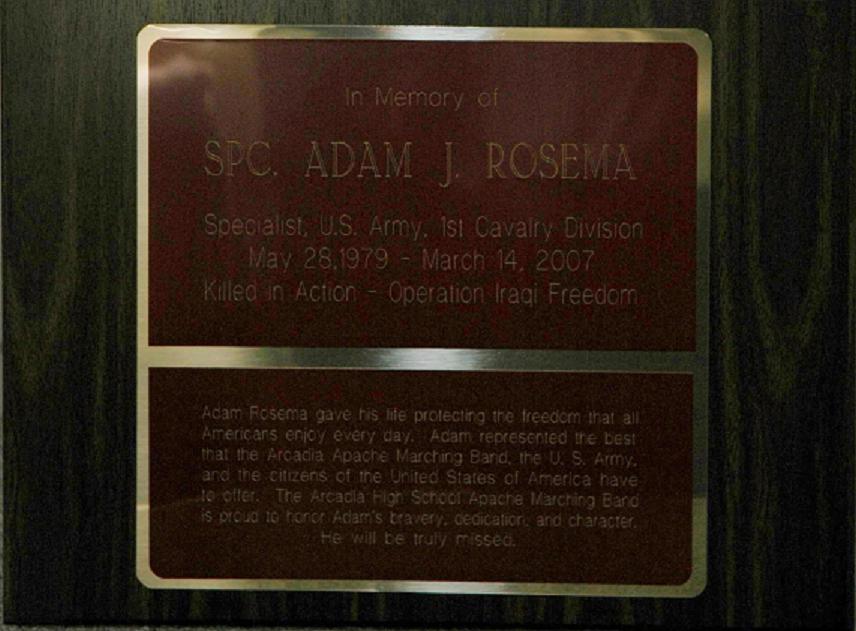 In Memory of
SPC. ADAM J. ROSEMA
Specialist, U.S. Army, 1st Cavalry Division
May 28,1979 - March 14, 2007
Killed in Action - Operation Iraqi Freedom
Adam Rosema gave his life protecting the freedom that all
Americans enjoy every day. Adam represented the best
that the Arcadia Apache Marching Band, the U. S. Army,
and the citizens of the United States of America have
to offer. The Arcadia High School Apache Marching Band
is proud to honor Adam's bravery, dedication, and character.
He will be truly missed.